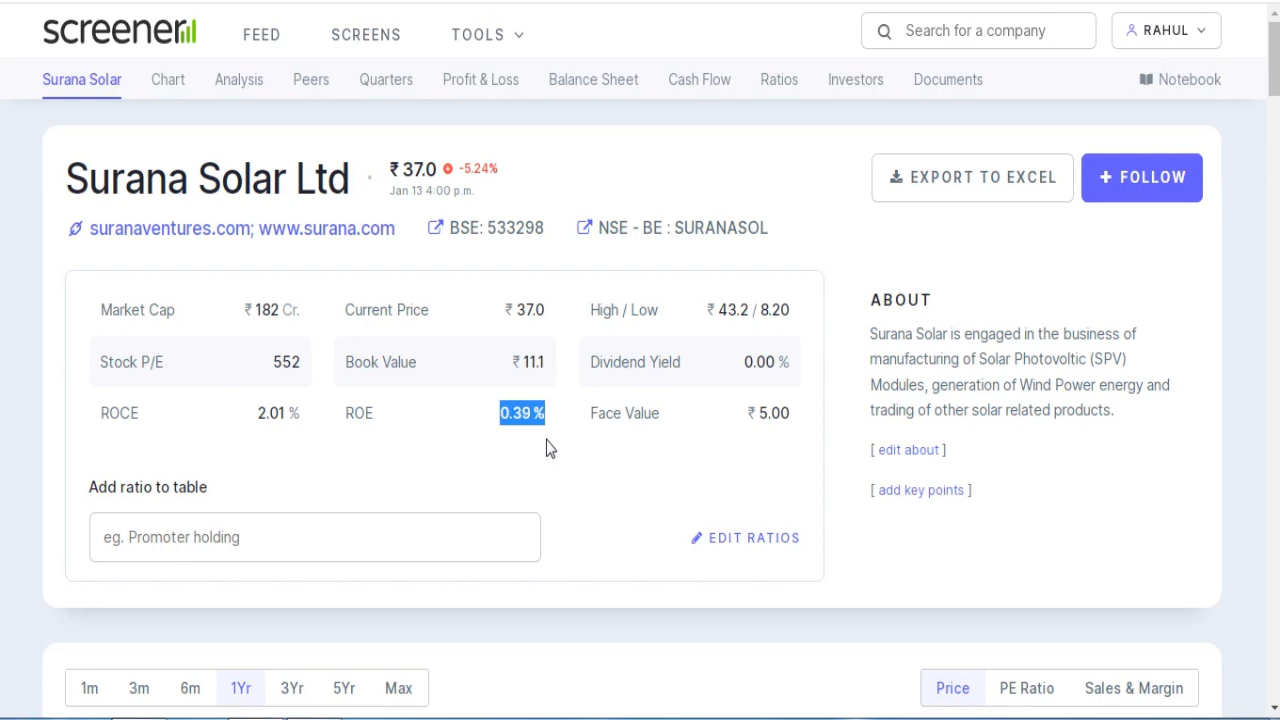 screener FEED SCREENS TOOLS Search for a company RAHUL
Surana Solar Chart Analysis Peers Quarters Profit & Loss Balance Sheet Cash Flow Ratios Investors Documents Notebook
Surana Solar Ltd · ₹ 37.0 -5.24%
Jan 13 4:00 p.m.
EXPORT TO EXCEL + FOLLOW
suranaventures.com; www.surana.com BSE: 533298 NSE - BE : SURANASOL
Market Cap ₹ 182 Cr. Current Price ₹ 37.0 High / Low ₹ 43.2 / 8.20
Stock P/E 552 Book Value ₹ 11.1 Dividend Yield 0.00 %
ROCE 2.01 % ROE 0.39 % Face Value ₹ 5.00
Add ratio to table
eg. Promoter holding EDIT RATIOS
ABOUT
Surana Solar is engaged in the business of
manufacturing of Solar Photovoltic (SPV)
Modules, generation of Wind Power energy and
trading of other solar related products.
[ edit about ]
[ add key points ]
1m 3m 6m 1Yr 3Yr 5Yr Max Price PE Ratio Sales & Margin